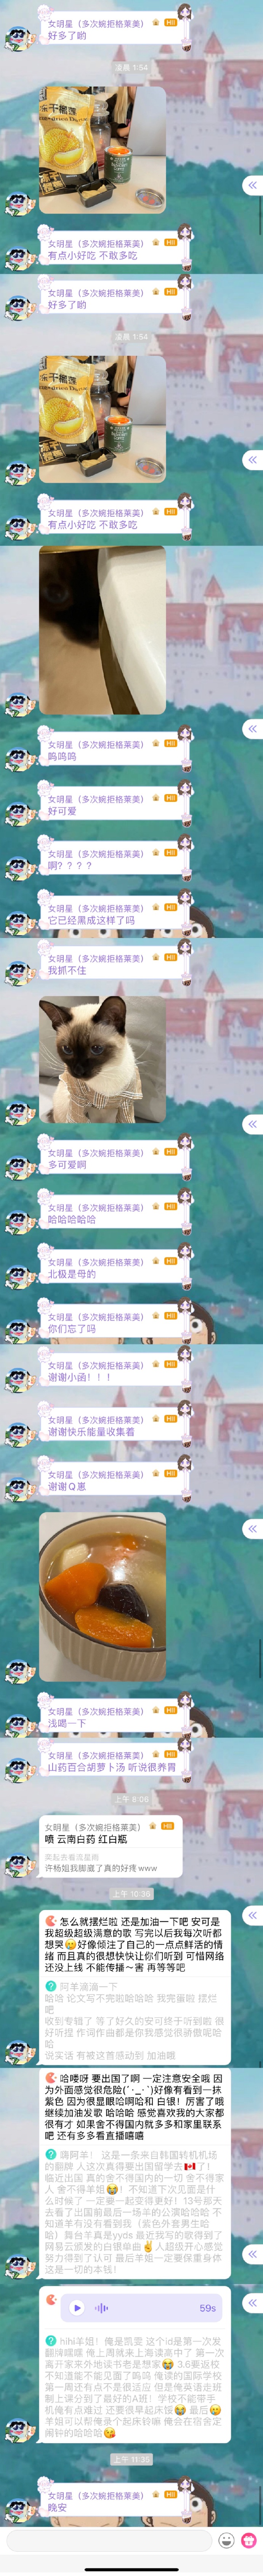 女明星（多次婉拒格莱美）
好多了哟
凌晨 1:54
女明星（多次婉拒格莱美）
有点小好吃 不敢多吃
女明星（多次婉拒格莱美）
好多了哟
凌晨 1:54
女明星（多次婉拒格莱美）
有点小好吃 不敢多吃
女明星（多次婉拒格莱美）
呜呜呜
女明星（多次婉拒格莱美）
好可爱
女明星（多次婉拒格莱美）
啊？？？？
女明星（多次婉拒格莱美）
它已经黑成这样了吗
女明星（多次婉拒格莱美）
我抓不住
女明星（多次婉拒格莱美）
多可爱啊
女明星（多次婉拒格莱美）
哈哈哈哈哈
女明星（多次婉拒格莱美）
北极是母的
女明星（多次婉拒格莱美）
你们忘了吗
女明星（多次婉拒格莱美）
谢谢小函！！！
女明星（多次婉拒格莱美）
谢谢快乐能量收集着
女明星（多次婉拒格莱美）
谢谢Q惠
女明星（多次婉拒格莱美）
浅喝一下
女明星（多次婉拒格莱美）
山药百合胡萝卜汤 听说很养胃
上午 8:06
女明星（多次婉拒格莱美）
喷 云南白药 红白瓶
许杨姐我脚崴了真的好疼www
上午 10:36
怎么就摆烂啦 还是加油一下吧 安可是
我超级超级满意的歌 写完以后我每次听都
想哭🥲好像倾注了自己的一点点鲜活的情
绪 而且真的很想快快让你们听到 可惜网络
还没上线 不能传播~害 再等等吧
阿羊滴滴一下
哈哈 论文写不完啦哈哈哈 我完蛋啦 摆烂
吧
收到专辑了 等了好久的安可终于听到啦 很
好听捏 作词作曲都是你我感觉很骄傲呢哈
哈
说实话 有被这首感动到 加油哦
哈喽呀 要出国了啊 一定注意安全哦 因
为外面感觉很危险(´･_･`)好像有看到一抹
紫色 因为很显眼哈啊哈和 白银！厉害了哦
继续加油发歌 哈哈哈 感觉喜欢我的大家都
很有才 如果舍不得国内就多多和家里联系
吧 还有多多看直播嘻嘻
嗨阿羊！ 这是一条来自韩国转机机场
的翻牌 人这次真得要出国留学去🇨🇦了！
临近出国 真的舍不得国内的一切 舍不得家
人 舍不得羊姐😭！不知道下次见面是什
么时候了 一定要一起变得更好！13号那天
去看了出国前最后一场羊的公演哈哈哈 不
知道羊有没有看到我（紫色外套男生哈哈
哈）舞台羊真是yyds 最近我写的歌得到了
网易云颁发的白银单曲✌️人超级开心感觉
努力得到了认可 最后羊姐一定要保重身体
这是一切的本钱！
59s
hihi羊姐！俺是凯雯 这个id是第一次发
翻牌嘿嘿 俺上周就来上海读高中了 第一次
离开家来外地读书老是想家😭 3.6要返校
不知道能不能见面了呜呜 俺读的国际学校
第一周还有点不是很适应 但是俺英语走班
制上课分到了最好的A班！学校不能带手
机俺有点难过 还要很早起床饿😭 最后🥲
羊姐可以帮俺录个起床铃嘛 俺会在宿舍定
闹钟的哈哈哈😘
上午 11:35
女明星（多次婉拒格莱美）
晚安